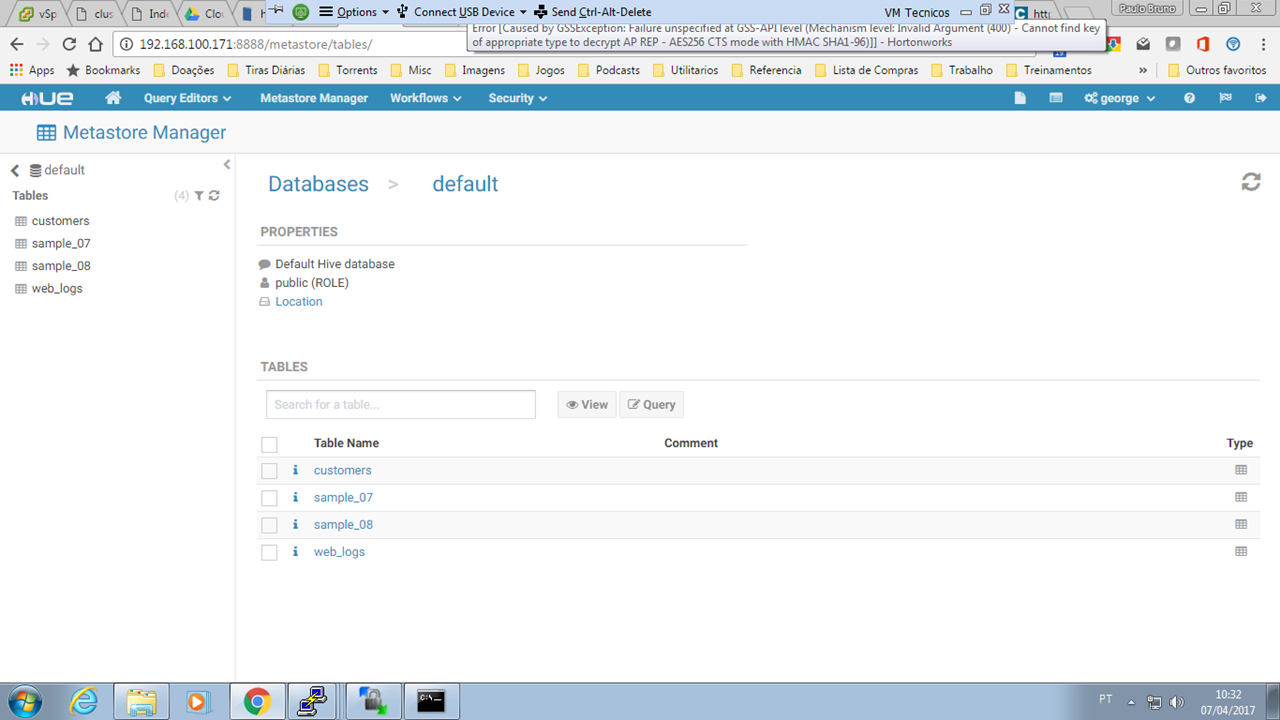 vSp
clus
Inde
Clo
h
Options
Connect USB Device
Send Ctrl-Alt-Delete
VM Tecnicos
C
htt
Paulo Bruno
192.168.100.171:8888/metastore/tables/
Error [Caused by GSSException: Failure unspecified at GSS-API level (Mechanism level: Invalid Argument (400) - Cannot find key
of appropriate type to decrypt AP REP - AES256 CTS mode with HMAC SHA1-96)]] - Hortonworks
Apps
Bookmarks
Doações
Tiras Diárias
Torrents
Misc
Imagens
Jogos
Podcasts
Utilitarios
Referencia
Lista de Compras
Trabalho
Treinamentos
»
Outros favoritos
HUE
Query Editors
Metastore Manager
Workflows
Security
george
Metastore Manager
default
Tables
(4)
customers
sample_07
sample_08
web_logs
Databases > default
PROPERTIES
Default Hive database
public (ROLE)
Location
TABLES
Search for a table...
View
Query
Table Name Comment Type
customers
sample_07
sample_08
web_logs
PT
10:32
07/04/2017